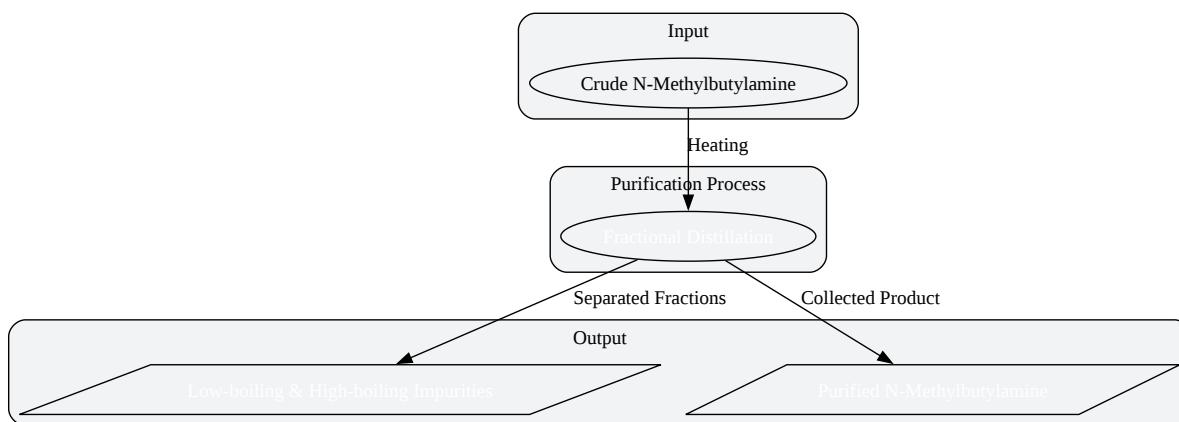 Input
Crude N-Methylbutylamine
Heating
Purification Process
Fractional Distillation
Separated Fractions
Collected Product
Output
Low-boiling & High-boiling Impurities
Purified N-Methylbutylamine